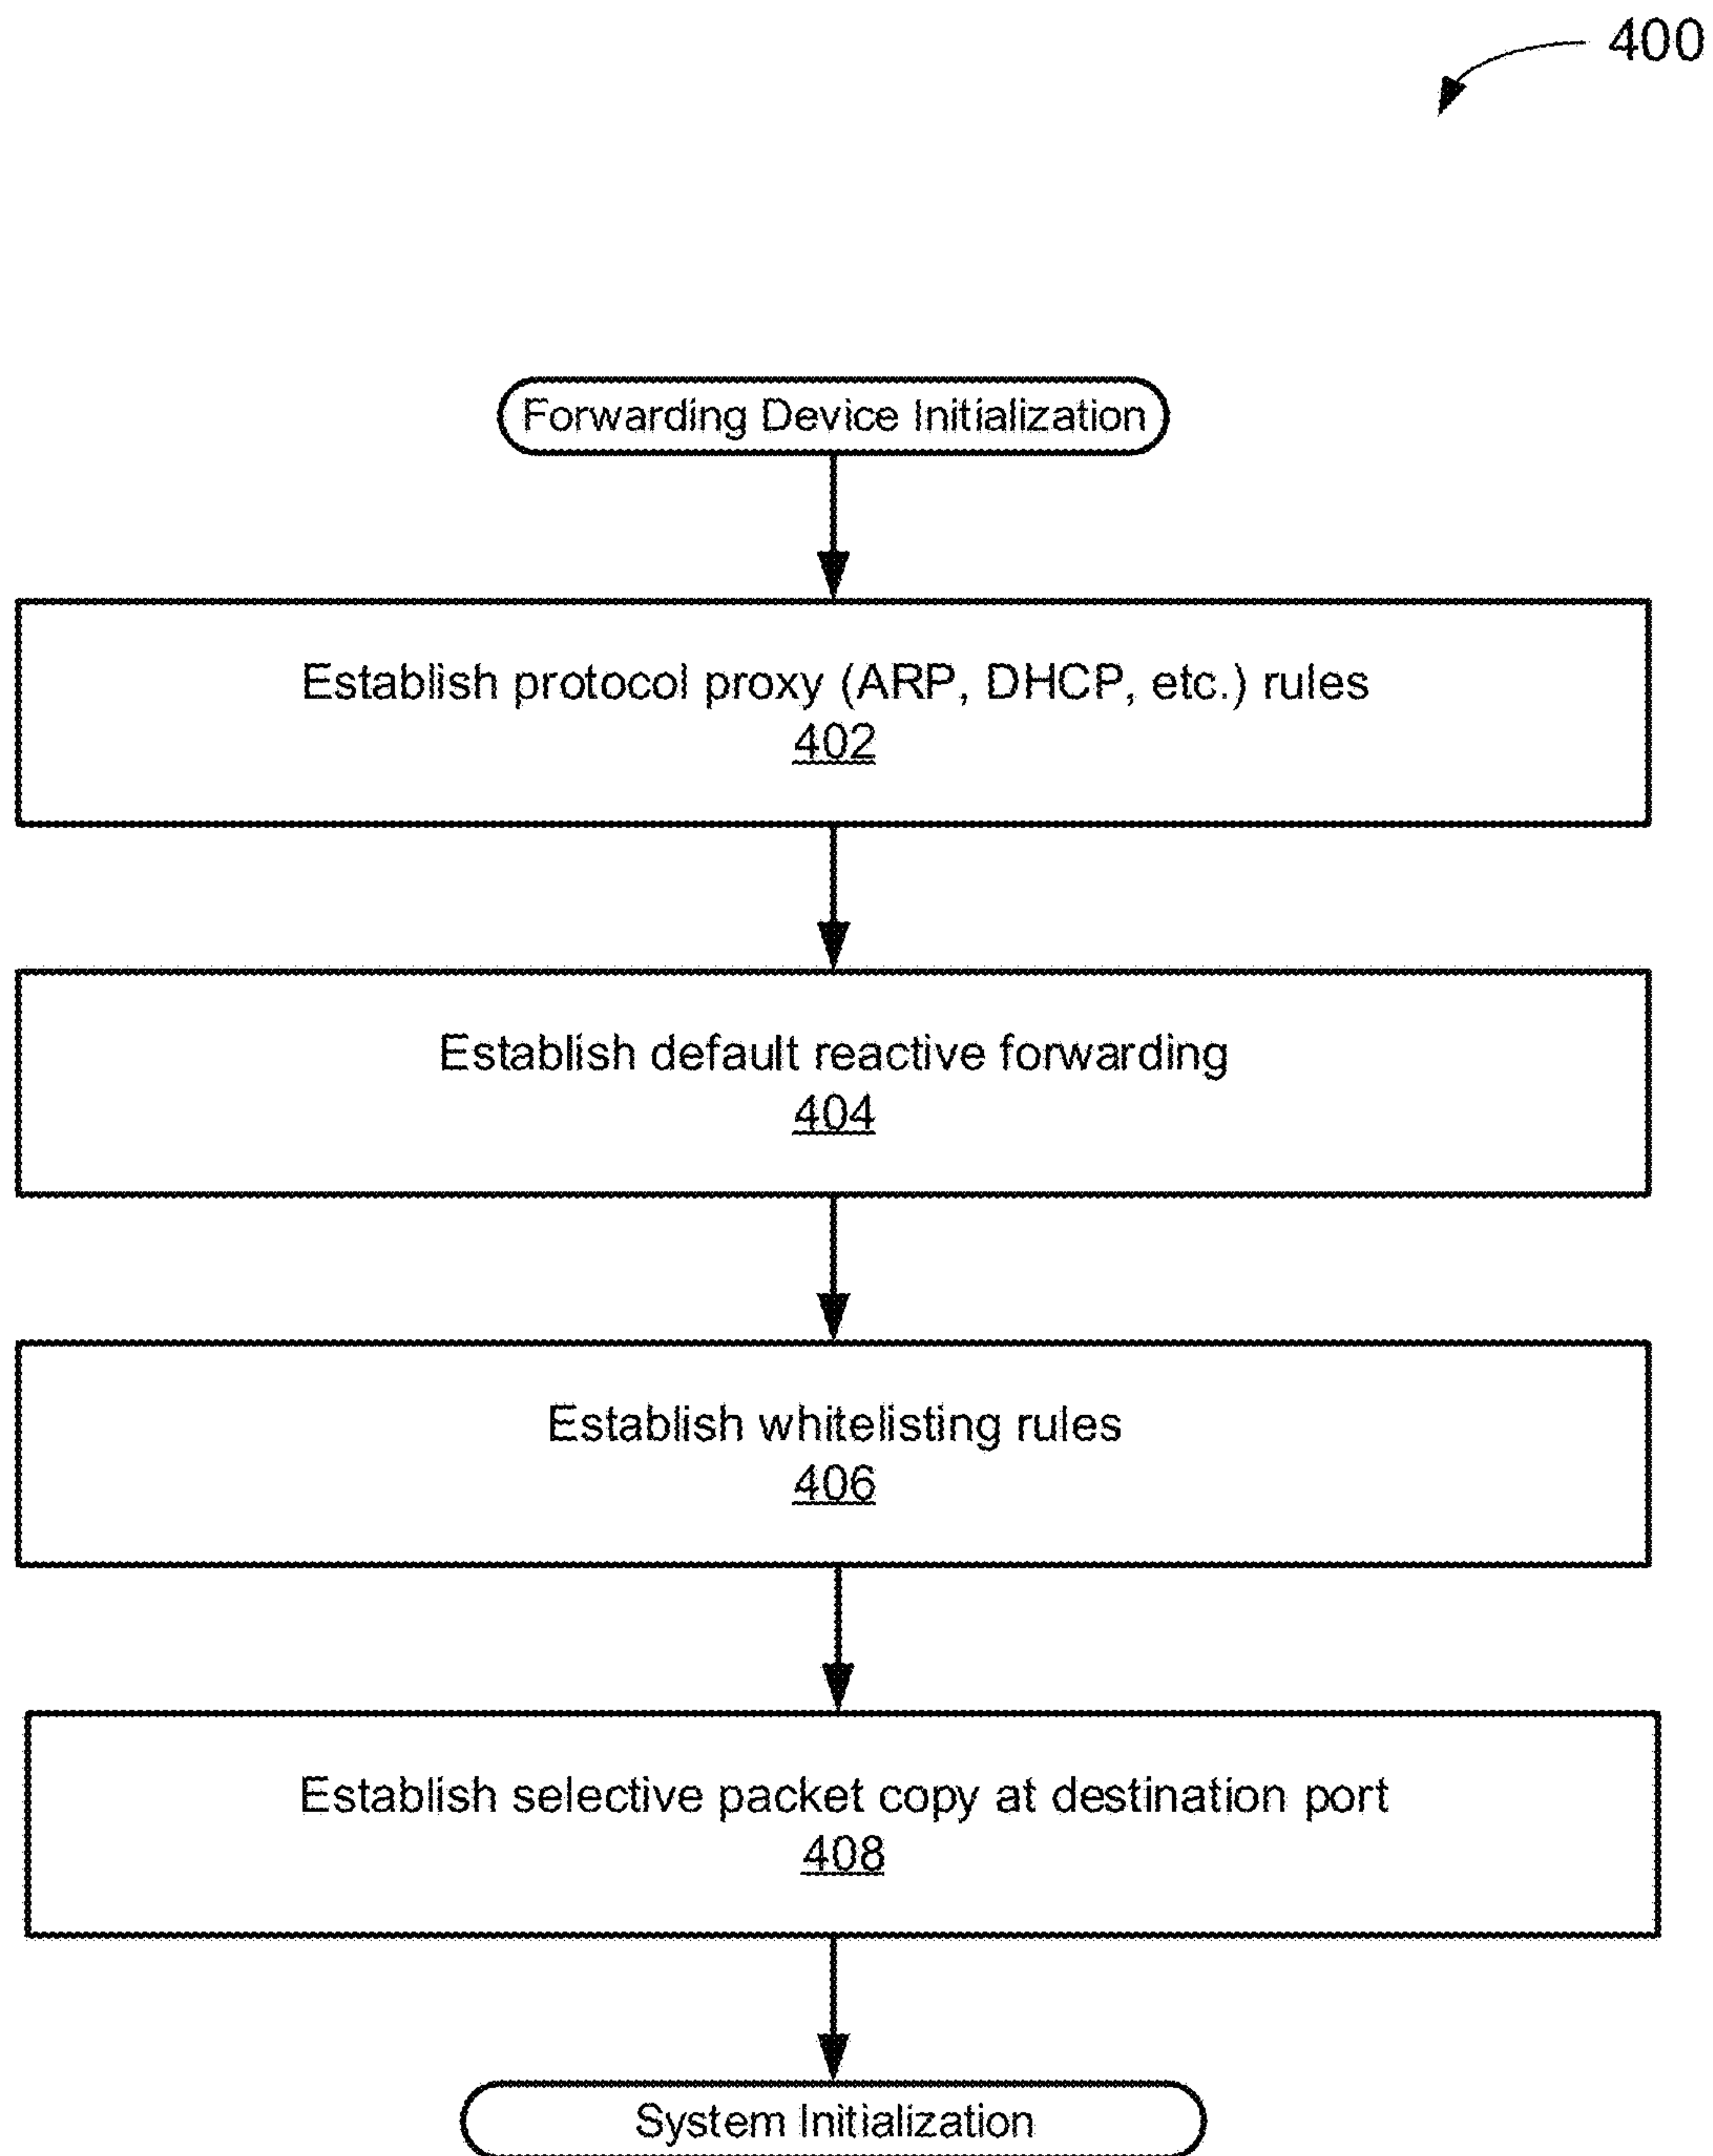 400
Forwarding Device Initialization
Establish protocol proxy (ARP, DHCP, etc.) rules
402
Establish default reactive forwarding
404
Establish whitelisting rules
406
Establish selective packet copy at destination port
408
System Initialization